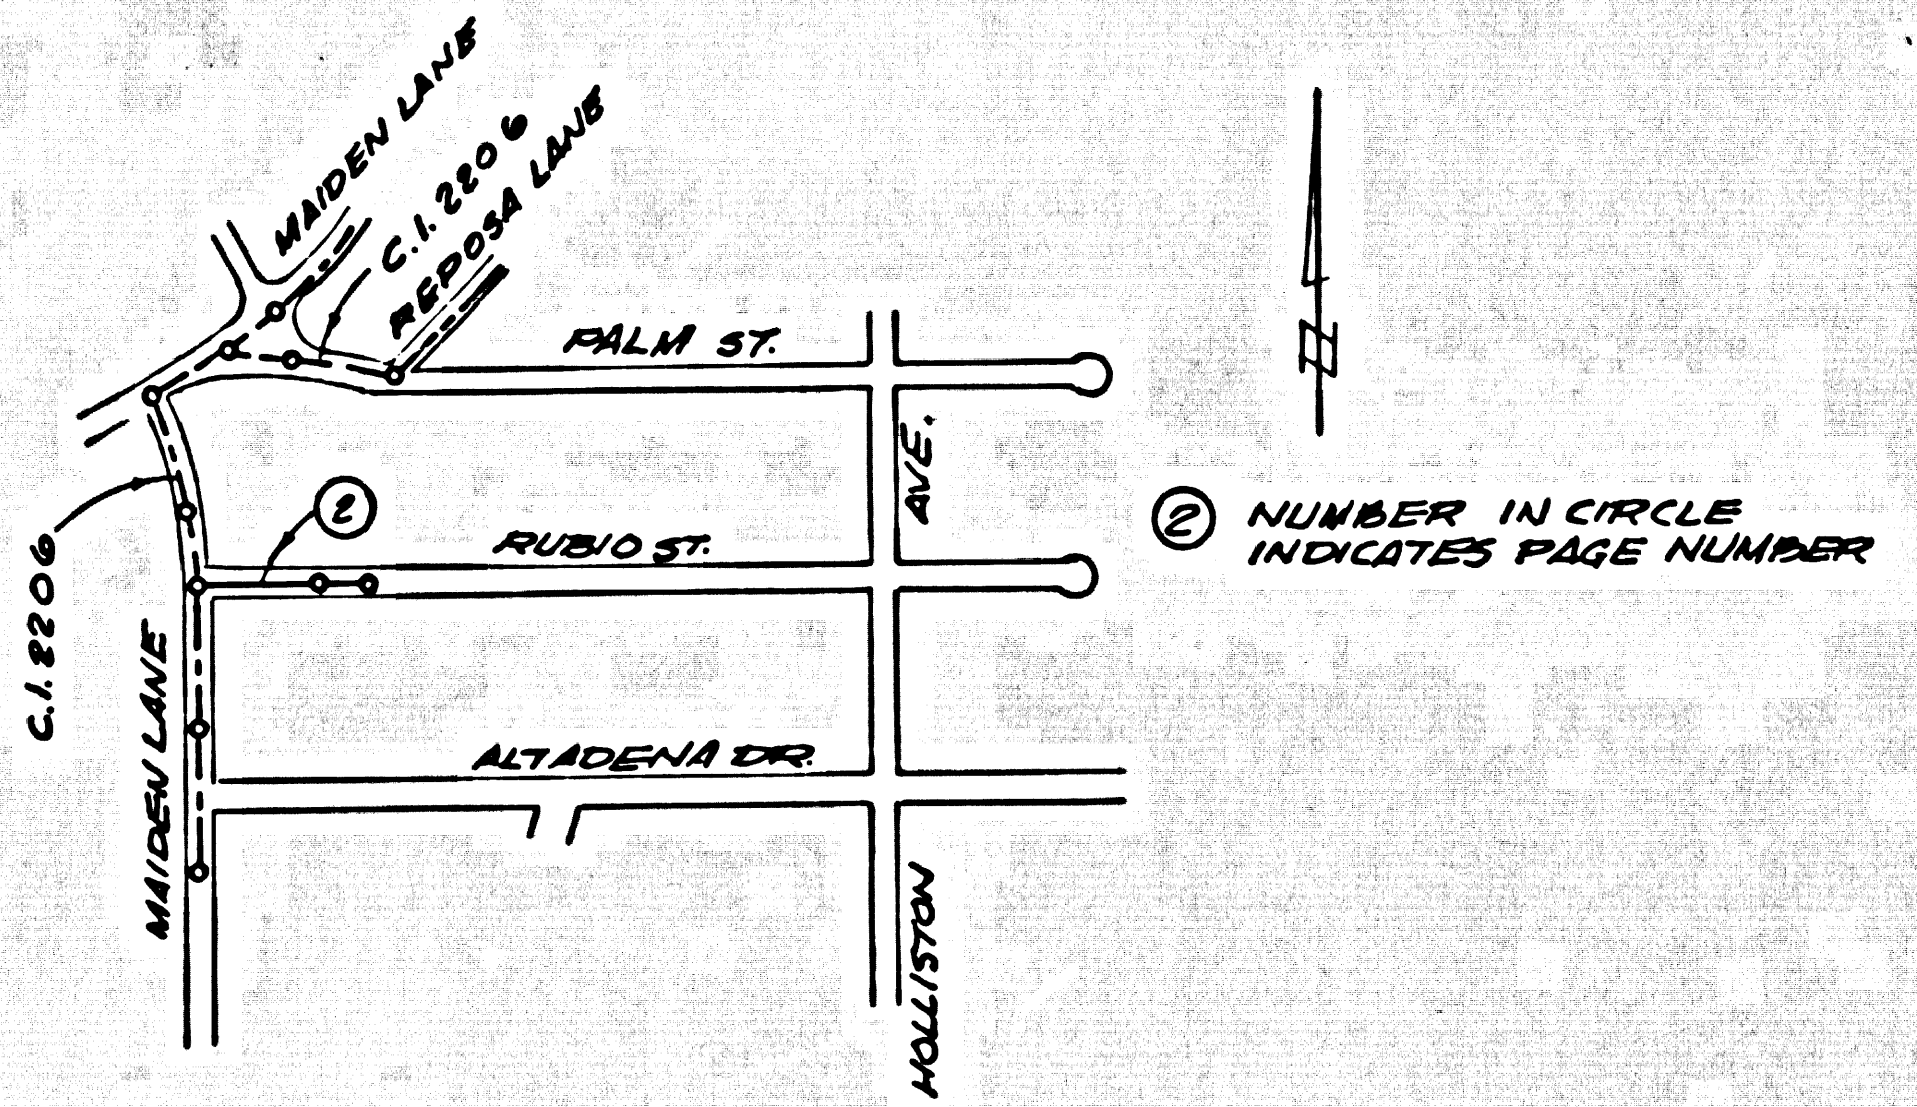 MAIDEN LANE
C.I. 2206
REPOSA LANE
PALM ST.
AVE.
N
2
RUBIO ST.
2 NUMBER IN CIRCLE
INDICATES PAGE NUMBER
C.I. 2206
MAIDEN LANE
ALTADENA DR.
HOLLISTON